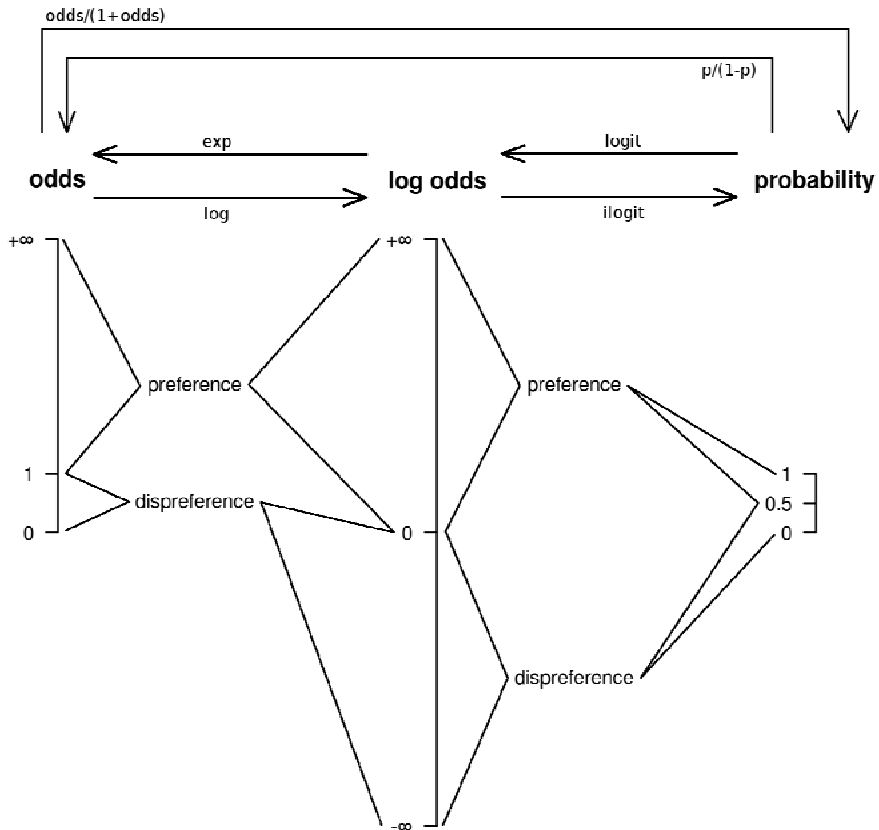 odds/(1+odds)
p/(1-p)
exp
logit
odds
log odds
probability
log
ilogit
+∞
+∞
preference
preference
1
1
dispreference
0.5
0
0
0
dispreference
-∞